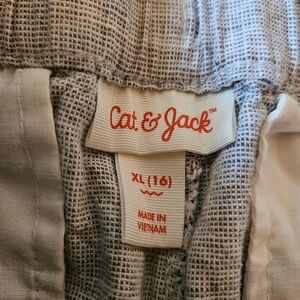 Cat & Jack™
XL (16)
MADE IN
VIETNAM